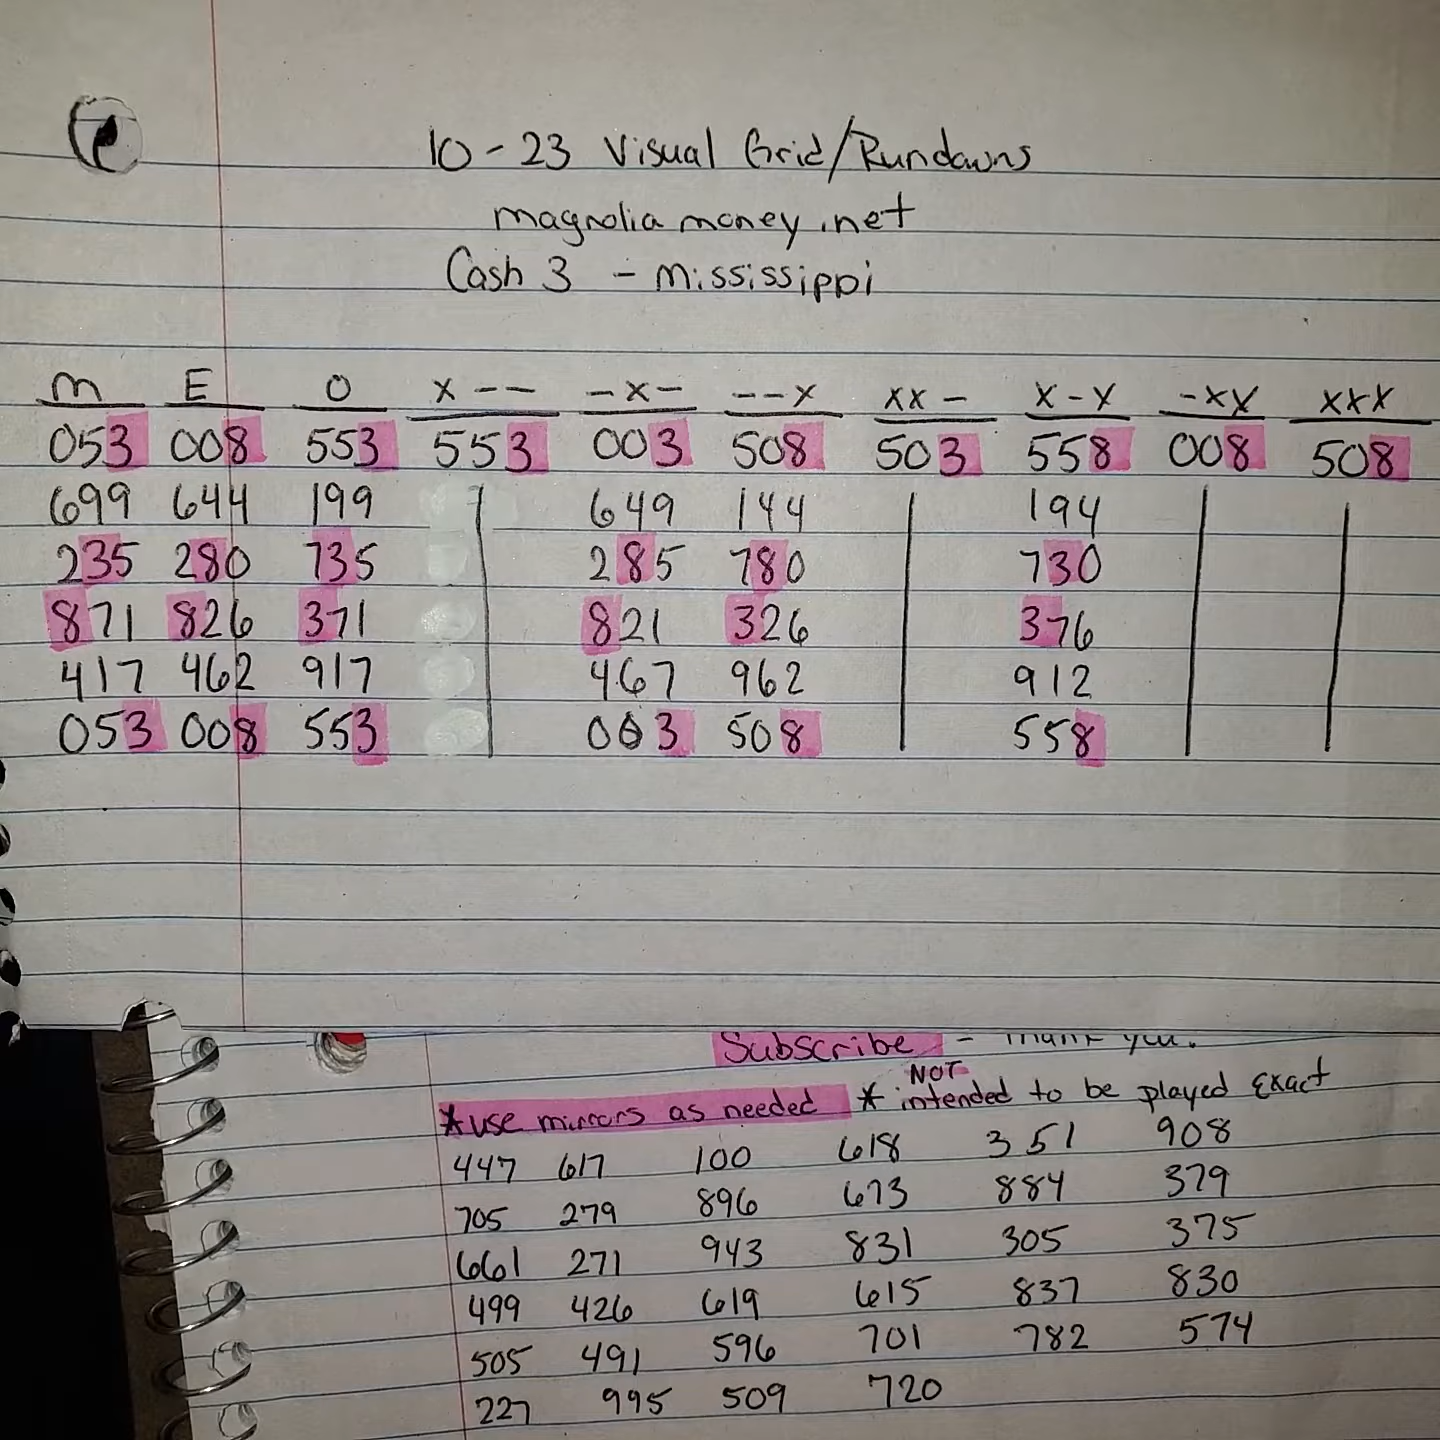 e
10-23 Visual Grid/Rundowns
magnolia money.net
Cash 3 - Mississippi
M E O X-- -X- --X XX- X-X -XX XXX
053 008 553 553 003 508 503 558 008 508
699 644 199 649 144 194
235 280 735 285 780 730
871 826 371 821 326 376
417 462 917 467 962 912
053 008 553 003 508 558
Subscribe - Thank you.
NOT
*use mirrors as needed * intended to be played Exact
447 617 100 618 351 908
705 279 896 673 884 379
661 271 943 831 305 375
499 426 619 615 837 830
505 491 596 701 782 574
227 995 509 720